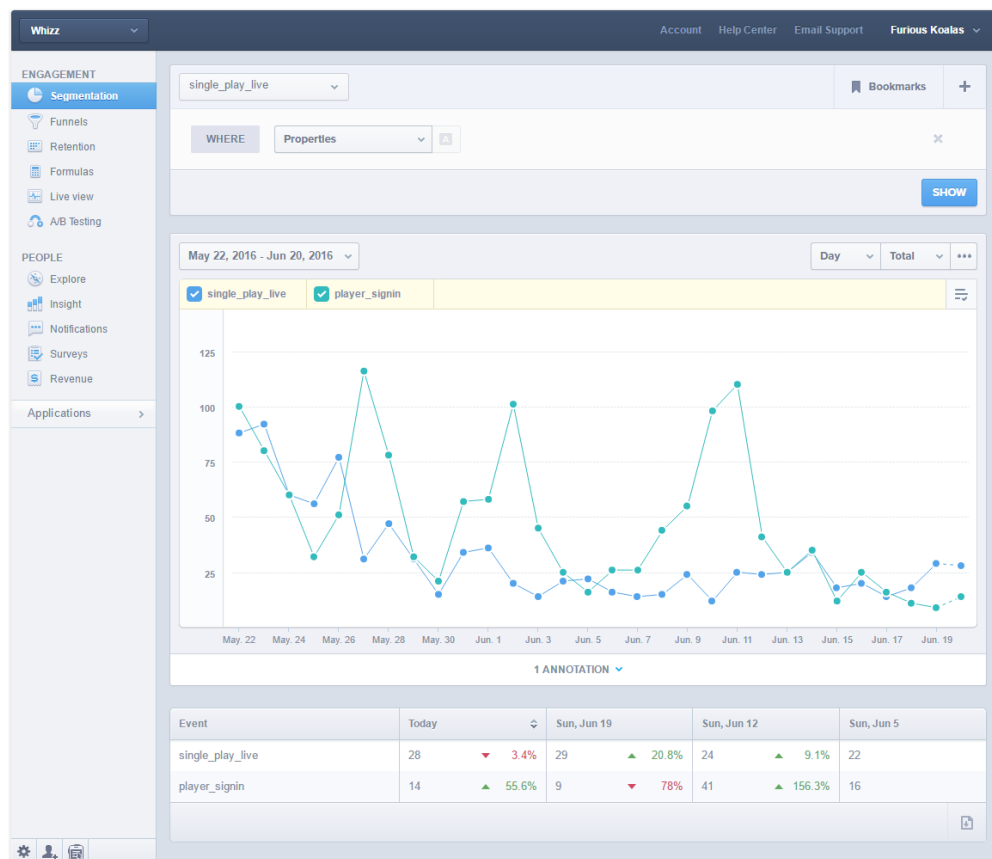 Whizz
Account Help Center Email Support Furious Koalas
ENGAGEMENT
Segmentation
Funnels
Retention
Formulas
Live view
A/B Testing
PEOPLE
Explore
Insight
Notifications
Surveys
Revenue
Applications
single_play_live
Bookmarks
WHERE Properties A
SHOW
May 22, 2016 - Jun 20, 2016
Day Total
single_play_live player_signin
125
100
75
50
25
May. 22 May. 24 May. 26 May. 28 May. 30 Jun. 1 Jun. 3 Jun. 5 Jun. 7 Jun. 9 Jun. 11 Jun. 13 Jun. 15 Jun. 17 Jun. 19
1 ANNOTATION
Event Today Sun, Jun 19 Sun, Jun 12 Sun, Jun 5
single_play_live 28 3.4% 29 20.8% 24 9.1% 22
player_signin 14 55.6% 9 78% 41 156.3% 16